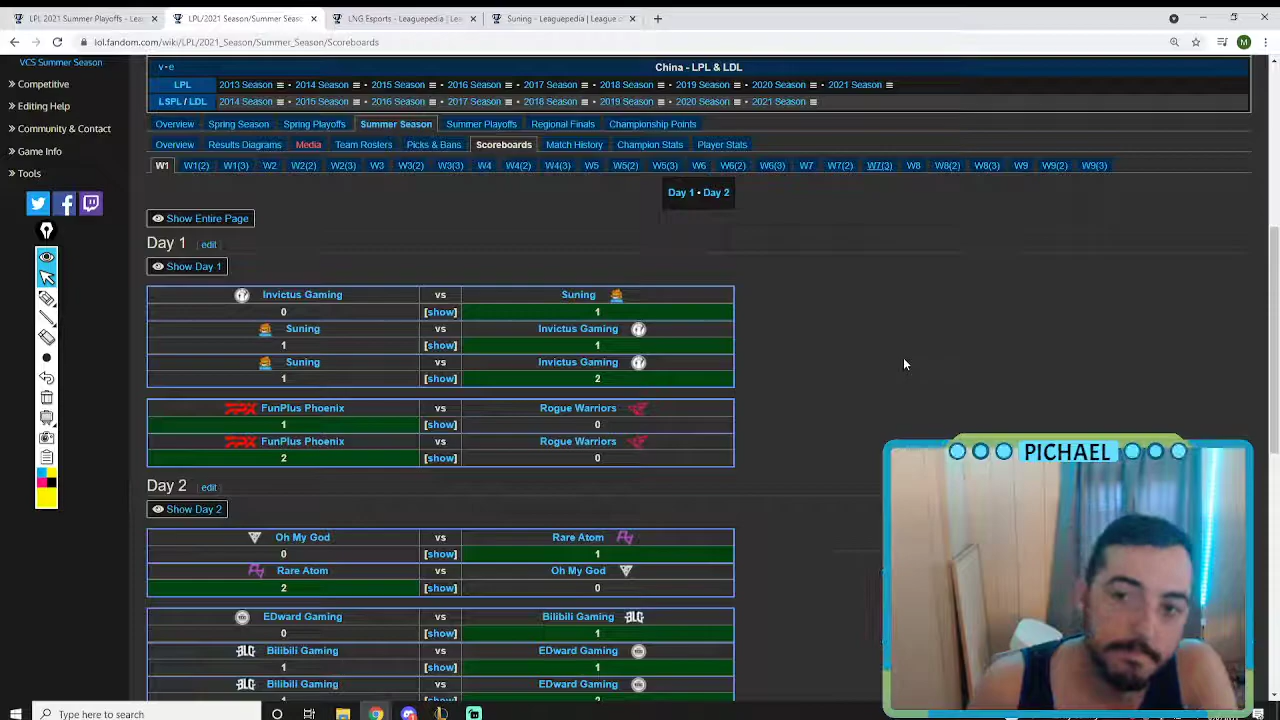 LPL 2021 Summer Playoffs - Lea
LPL/2021 Season/Summer Seaso
LNG Esports - Leaguepedia | Lea
Suning - Leaguepedia | League o
lol.fandom.com/wiki/LPL/2021_Season/Summer_Season/Scoreboards
M
VCS Summer Season
Competitive
Editing Help
Community & Contact
Game Info
Tools
v-e China - LPL & LDL
LPL 2013 Season • 2014 Season • 2015 Season • 2016 Season • 2017 Season • 2018 Season • 2019 Season • 2020 Season • 2021 Season
LSPL / LDL 2014 Season • 2015 Season • 2016 Season • 2017 Season • 2018 Season • 2019 Season • 2020 Season • 2021 Season
Overview Spring Season Spring Playoffs Summer Season Summer Playoffs Regional Finals Championship Points
Overview Results Diagrams Media Team Rosters Picks & Bans Scoreboards Match History Champion Stats Player Stats
W1 W1(2) W1(3) W2 W2(2) W2(3) W3 W3(2) W3(3) W4 W4(2) W4(3) W5 W5(2) W5(3) W6 W6(2) W6(3) W7 W7(2) W7(3) W8 W8(2) W8(3) W9 W9(2) W9(3)
Day 1 • Day 2
Show Entire Page
Day 1 [edit]
Show Day 1
Invictus Gaming vs Suning
0 [show] 1
Suning vs Invictus Gaming
1 [show] 1
Suning vs Invictus Gaming
1 [show] 2
FunPlus Phoenix vs Rogue Warriors
1 [show] 0
FunPlus Phoenix vs Rogue Warriors
2 [show] 0
Day 2 [edit]
Show Day 2
Oh My God vs Rare Atom
0 [show] 1
Rare Atom vs Oh My God
2 [show] 0
EDward Gaming vs Bilibili Gaming
0 [show] 1
Bilibili Gaming vs EDward Gaming
1 [show] 1
Bilibili Gaming vs EDward Gaming
1 [show] 2
PICHAEL
Type here to search